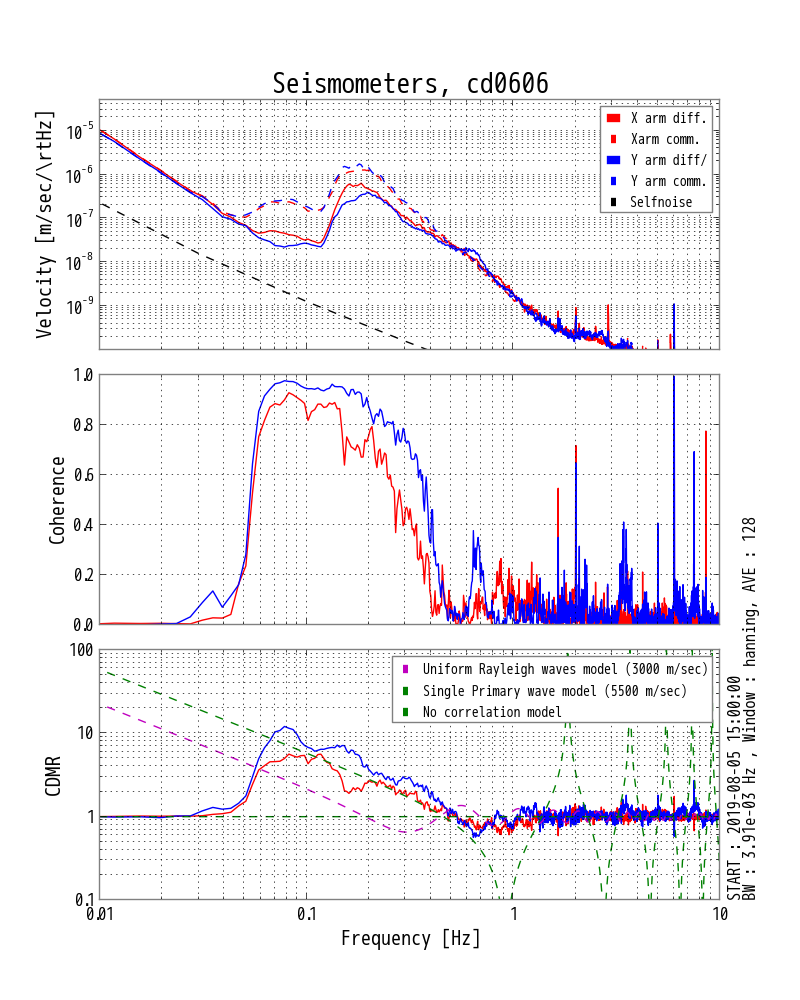 Seismometers, cd0606
Velocity [m/sec/\rtHz]
10^-5
10^-6
10^-7
10^-8
10^-9
X arm diff.
Xarm comm.
Y arm diff/
Y arm comm.
Selfnoise
Coherence
1.0
0.8
0.6
0.4
0.2
0.0
CDMR
100
10
1
0.1
Uniform Rayleigh waves model (3000 m/sec)
Single Primary wave model (5500 m/sec)
No correlation model
0.01
0.1
1
10
Frequency [Hz]
START : 2019-08-05 15:00:00
BW : 3.91e-03 Hz , Window : hanning, AVE : 128